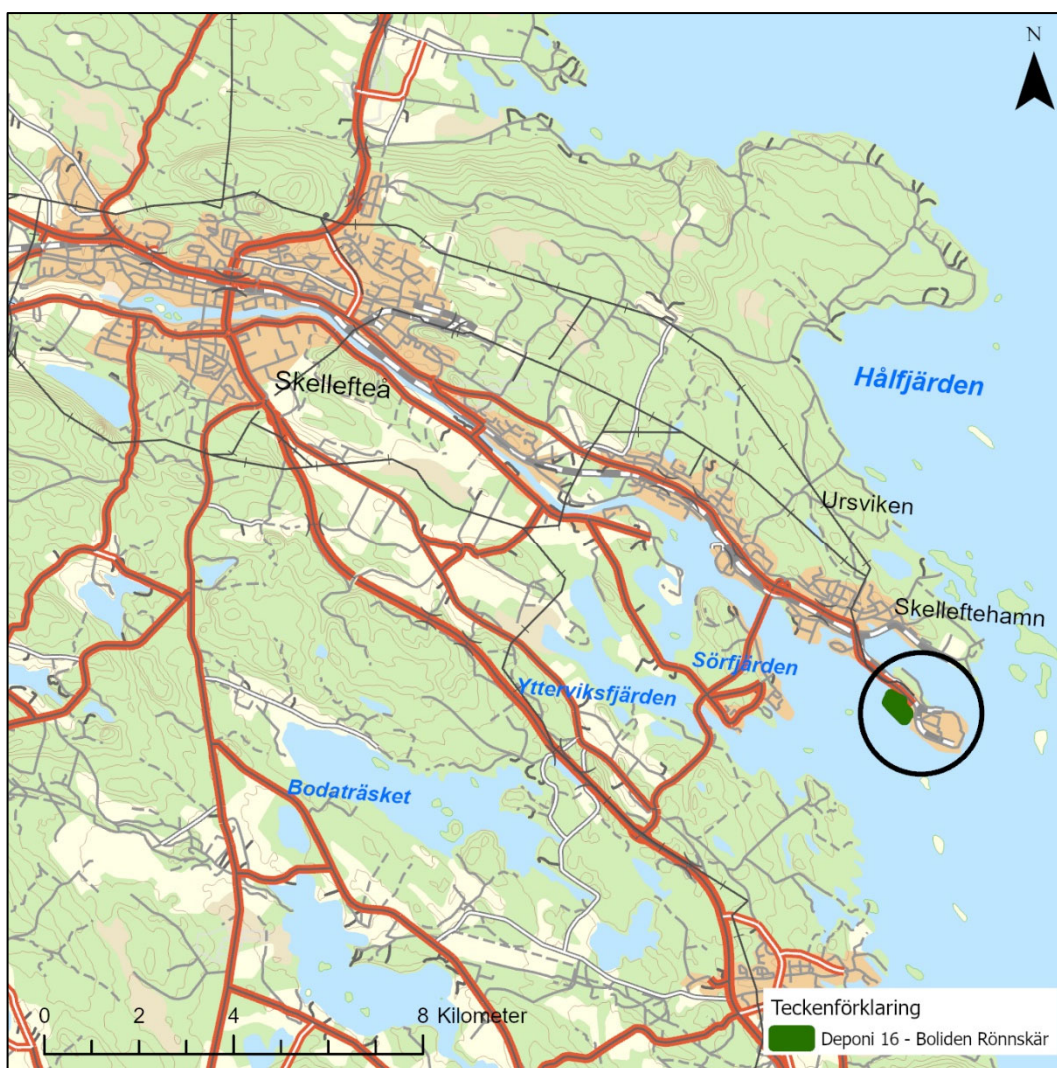 N
Hålfjärden
Skellefteå
Ursviken
Skelleftehamn
Sörfjärden
Ytterviksfjärden
Bodaträsket
0 2 4 8 Kilometer
Teckenförklaring
Deponi 16 - Boliden Rönnskär